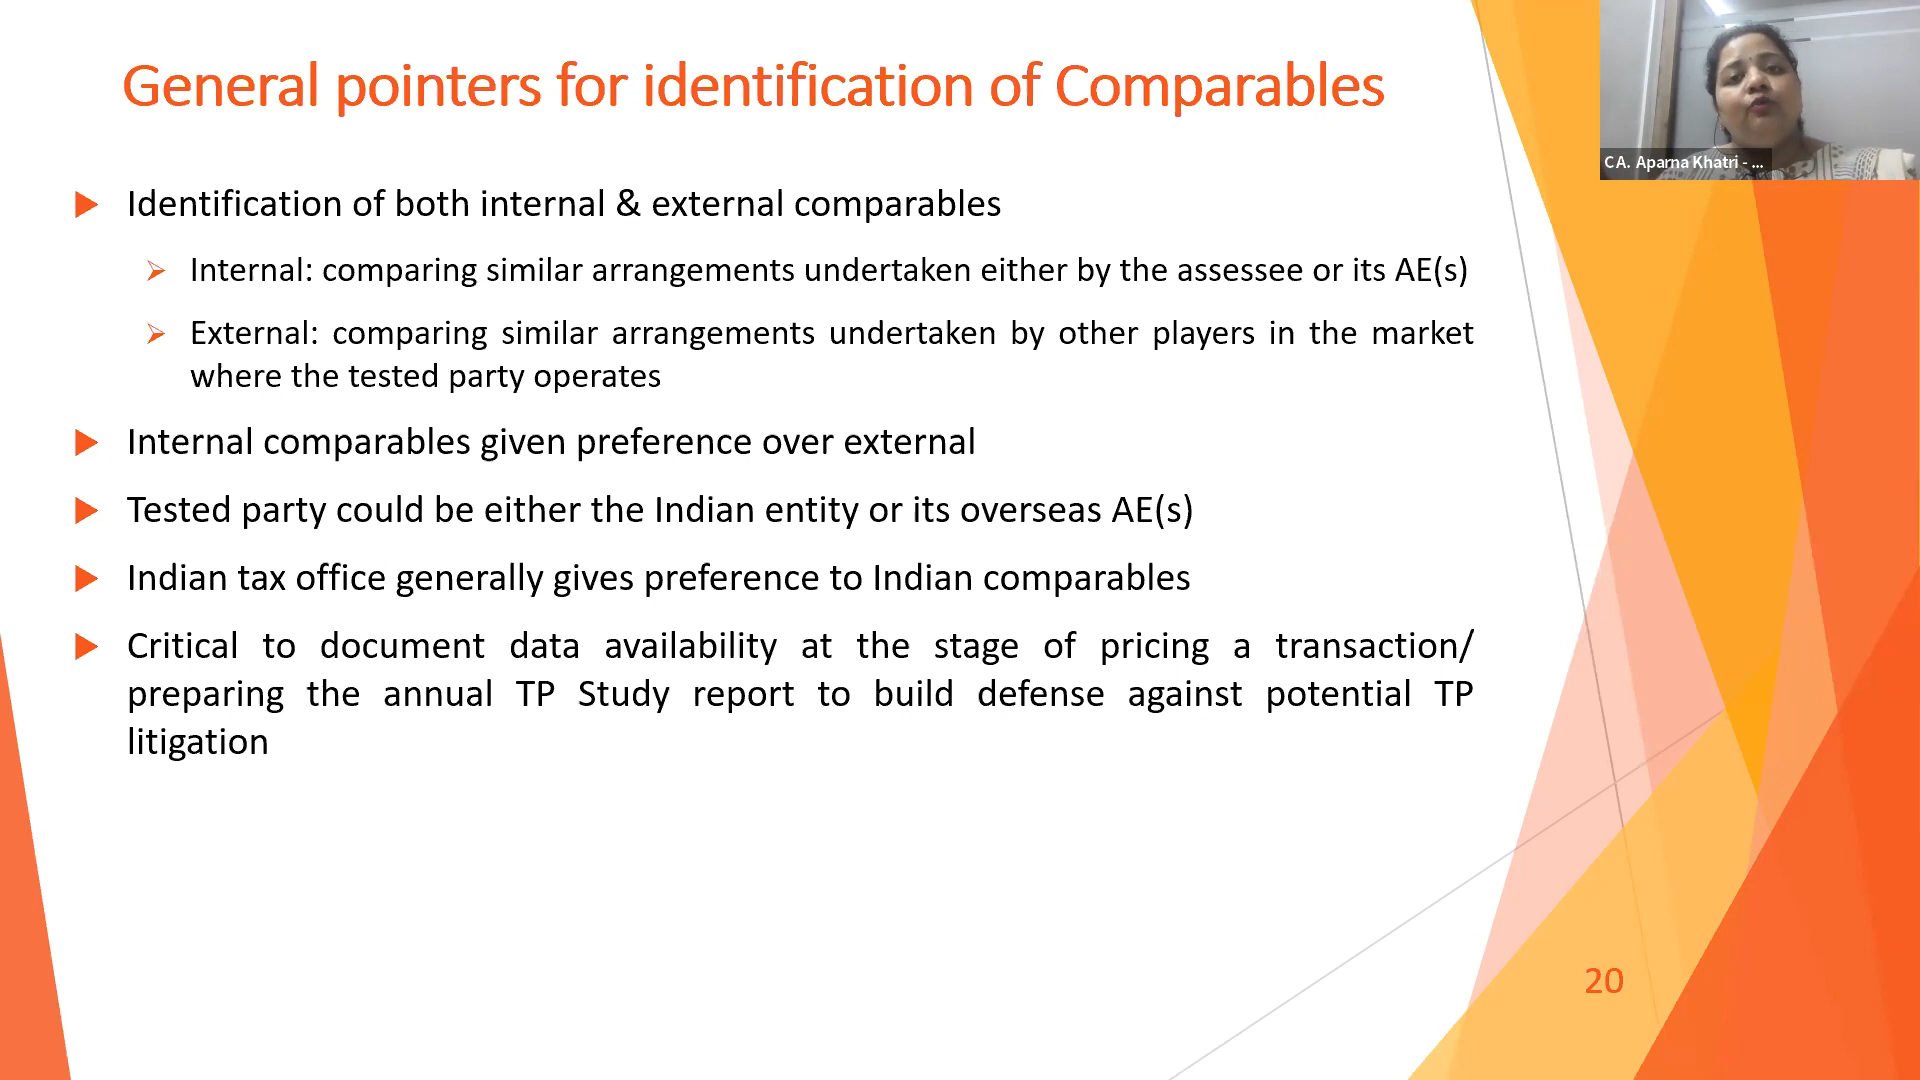 General pointers for identification of Comparables
CA. Aparna Khatri - ...
Identification of both internal & external comparables
Internal: comparing similar arrangements undertaken either by the assessee or its AE(s)
External: comparing similar arrangements undertaken by other players in the market
where the tested party operates
Internal comparables given preference over external
Tested party could be either the Indian entity or its overseas AE(s)
Indian tax office generally gives preference to Indian comparables
Critical to document data availability at the stage of pricing a transaction/
preparing the annual TP Study report to build defense against potential TP
litigation
20